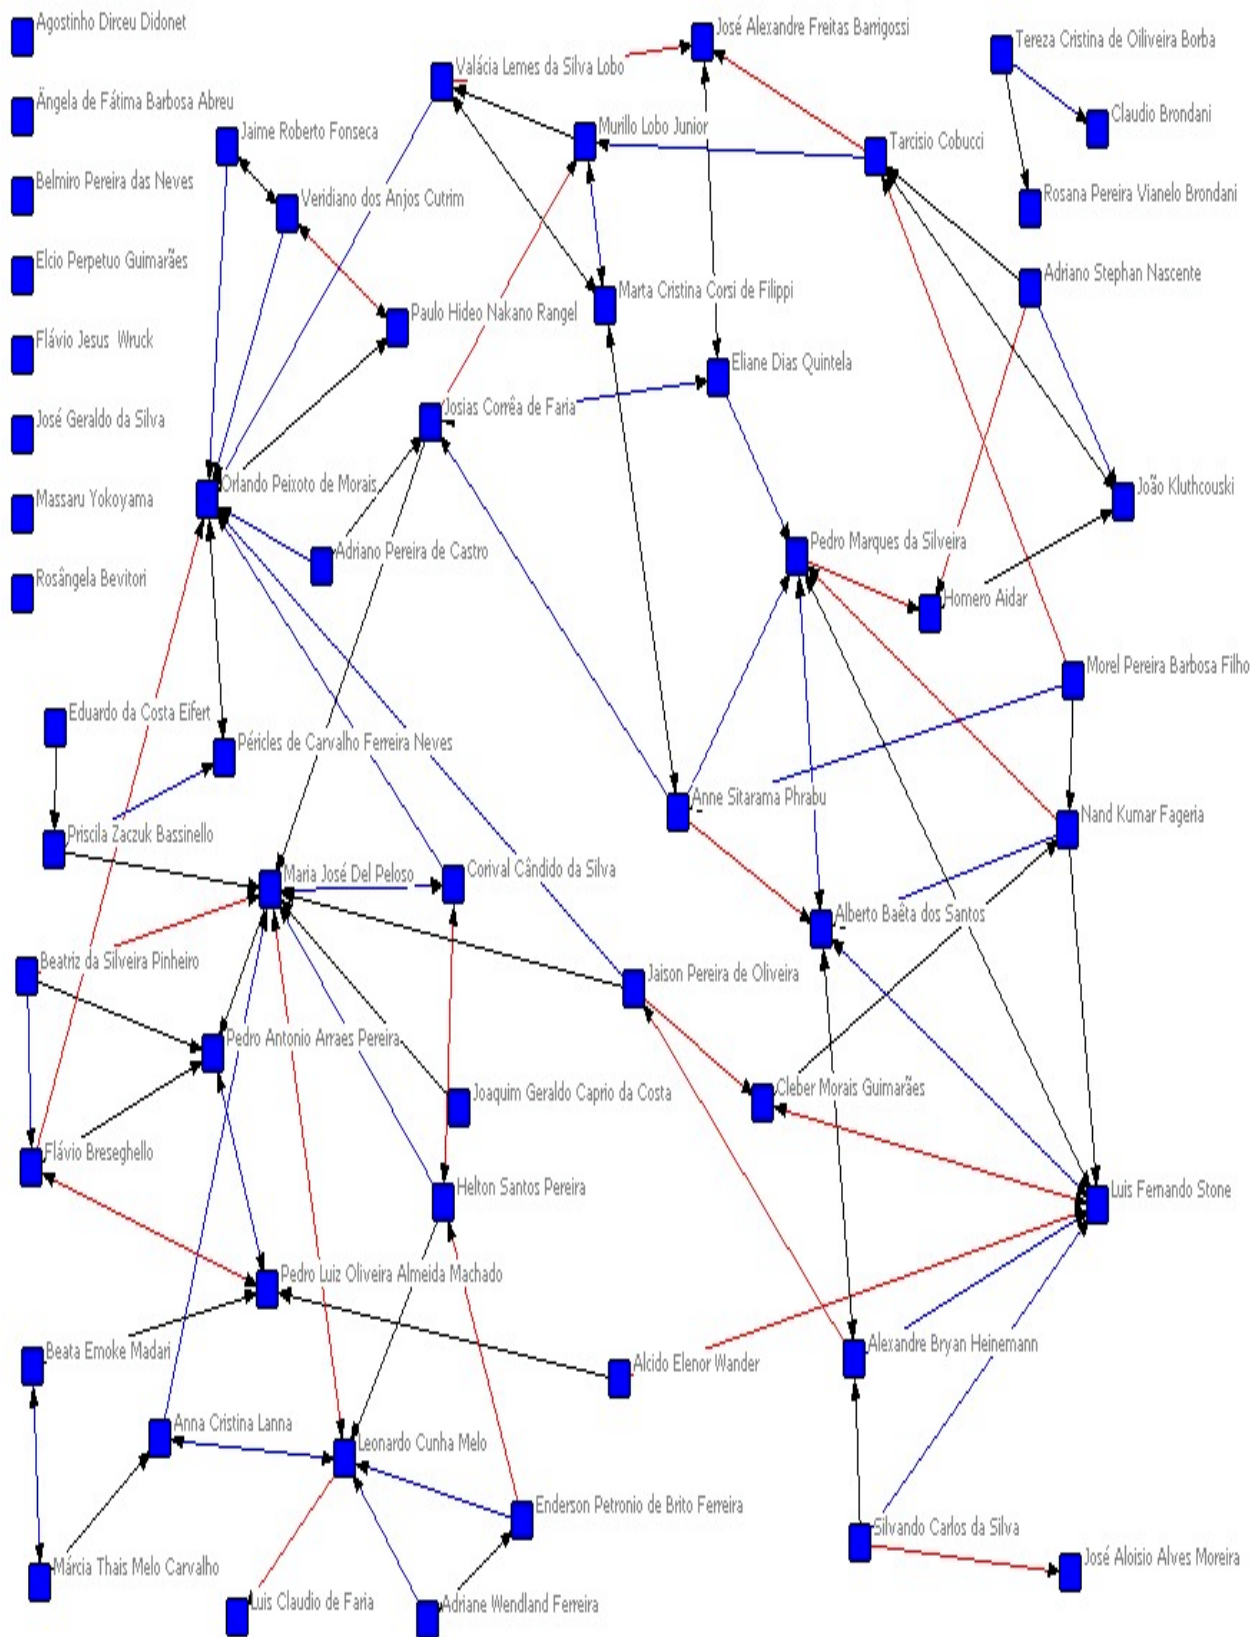 Agostinho Dirceu Didonet
José Alexandre Freitas Barrigossi
Tereza Cristina de Oiliveira Borba
Valácia Lemes da Silva Lobo
Ângela de Fátima Barbosa Abreu
Claudio Brondani
Jaime Roberto Fonseca
Murillo Lobo Junior
Tarcisio Cobucci
Belmiro Pereira das Neves
Veridiano dos Anjos Cutrim
Rosana Pereira Vianelo Brondani
Elcio Perpetuo Guimarães
Adriano Stephan Nascente
Marta Cristina Corsi de Filippi
Paulo Hideo Nakano Rangel
Flávio Jesus Wruck
Eliane Dias Quintela
Josias Corrêa de Faria
José Geraldo da Silva
Orlando Peixoto de Morais
João Kluthcouski
Massaru Yokoyama
Pedro Marques da Silveira
Adriano Pereira de Castro
Rosângela Bevitori
Homero Aidar
Morel Pereira Barbosa Filho
Eduardo da Costa Eifert
Péricles de Carvalho Ferreira Neves
Anne Sitarama Phrabu
Nand Kumar Fageria
Priscila Zaczuk Bassinello
Maria José Del Peloso
Corival Cândido da Silva
Alberto Baêta dos Santos
Beatriz da Silveira Pinheiro
Jaison Pereira de Oliveira
Pedro Antonio Arraes Pereira
Joaquim Geraldo Caprio da Costa
Cleber Morais Guimarães
Flávio Breseghello
Helton Santos Pereira
Luis Fernando Stone
Pedro Luiz Oliveira Almeida Machado
Beata Emoke Madari
Alcido Elenor Wander
Alexandre Bryan Heinemann
Anna Cristina Lanna
Leonardo Cunha Melo
Enderson Petronio de Brito Ferreira
Silvando Carlos da Silva
Márcia Thais Melo Carvalho
José Aloisio Alves Moreira
Luis Claudio de Faria
Adriane Wendland Ferreira